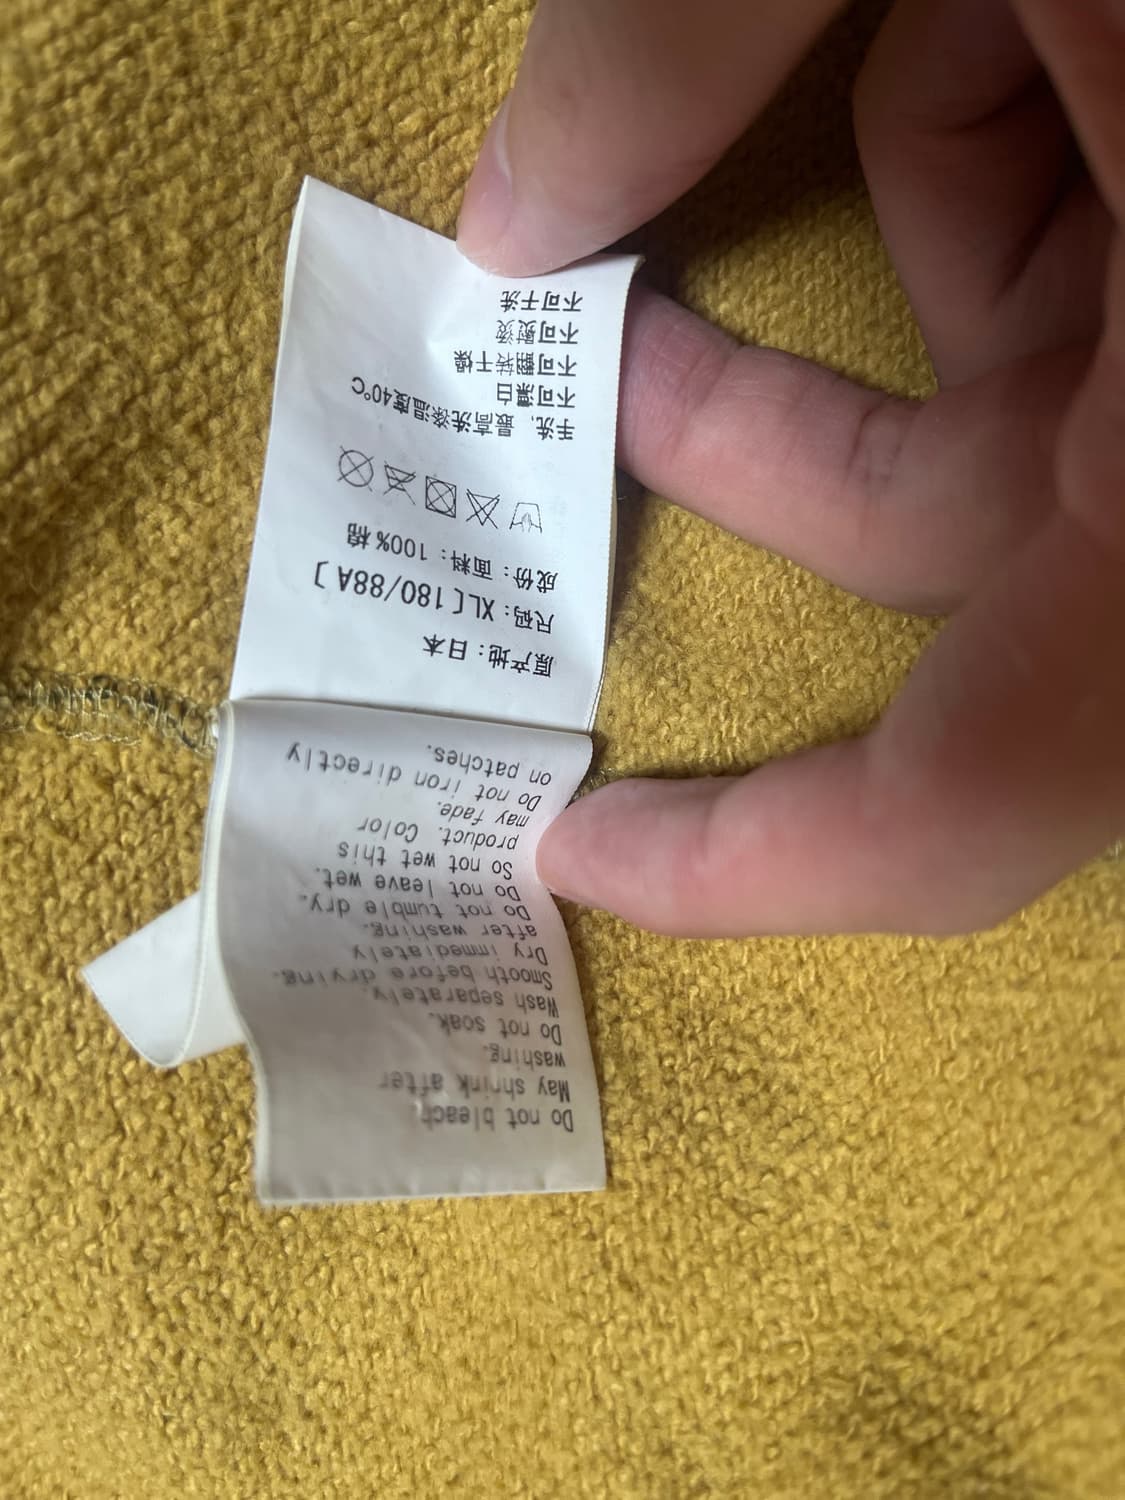 Do not bleach
May shrink after
washing.
Do not soak.
Wash separately.
Smooth before drying.
Dry immediately
after washing.
Do not tumble dry.
Do not leave wet.
So not wet this
product. Color
may fade.
Do not iron directly
on patches.
原产地：日本
尺码：XL[180/88A]
成份：面料：100%棉
手洗，最高洗涤温度40℃
不可漂白
不可翻转干燥
不可熨烫
不可干洗